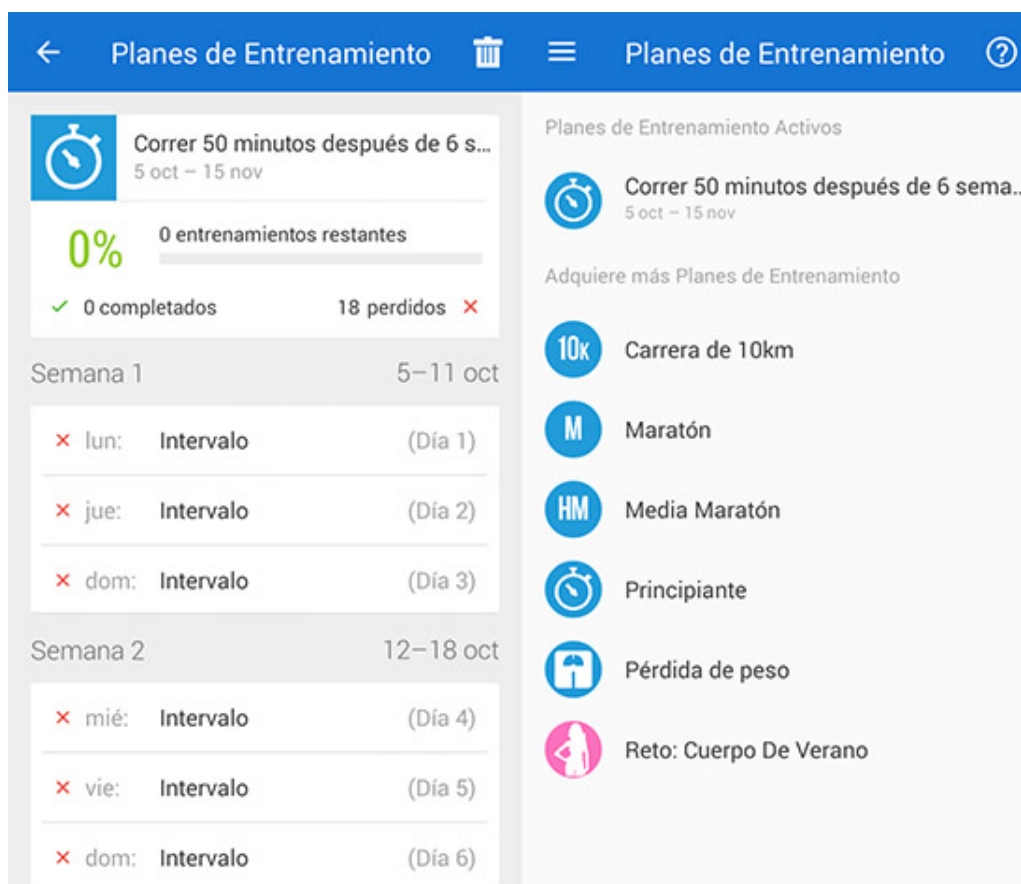 Planes de Entrenamiento
Correr 50 minutos después de 6 s...
5 oct – 15 nov
0%
0 entrenamientos restantes
0 completados
18 perdidos
Semana 1
5–11 oct
lun: Intervalo (Día 1)
jue: Intervalo (Día 2)
dom: Intervalo (Día 3)
Semana 2
12–18 oct
mié: Intervalo (Día 4)
vie: Intervalo (Día 5)
dom: Intervalo (Día 6)
Planes de Entrenamiento
?
Planes de Entrenamiento Activos
Correr 50 minutos después de 6 sema..
5 oct – 15 nov
Adquiere más Planes de Entrenamiento
10K Carrera de 10km
M Maratón
HM Media Maratón
Principiante
Pérdida de peso
Reto: Cuerpo De Verano